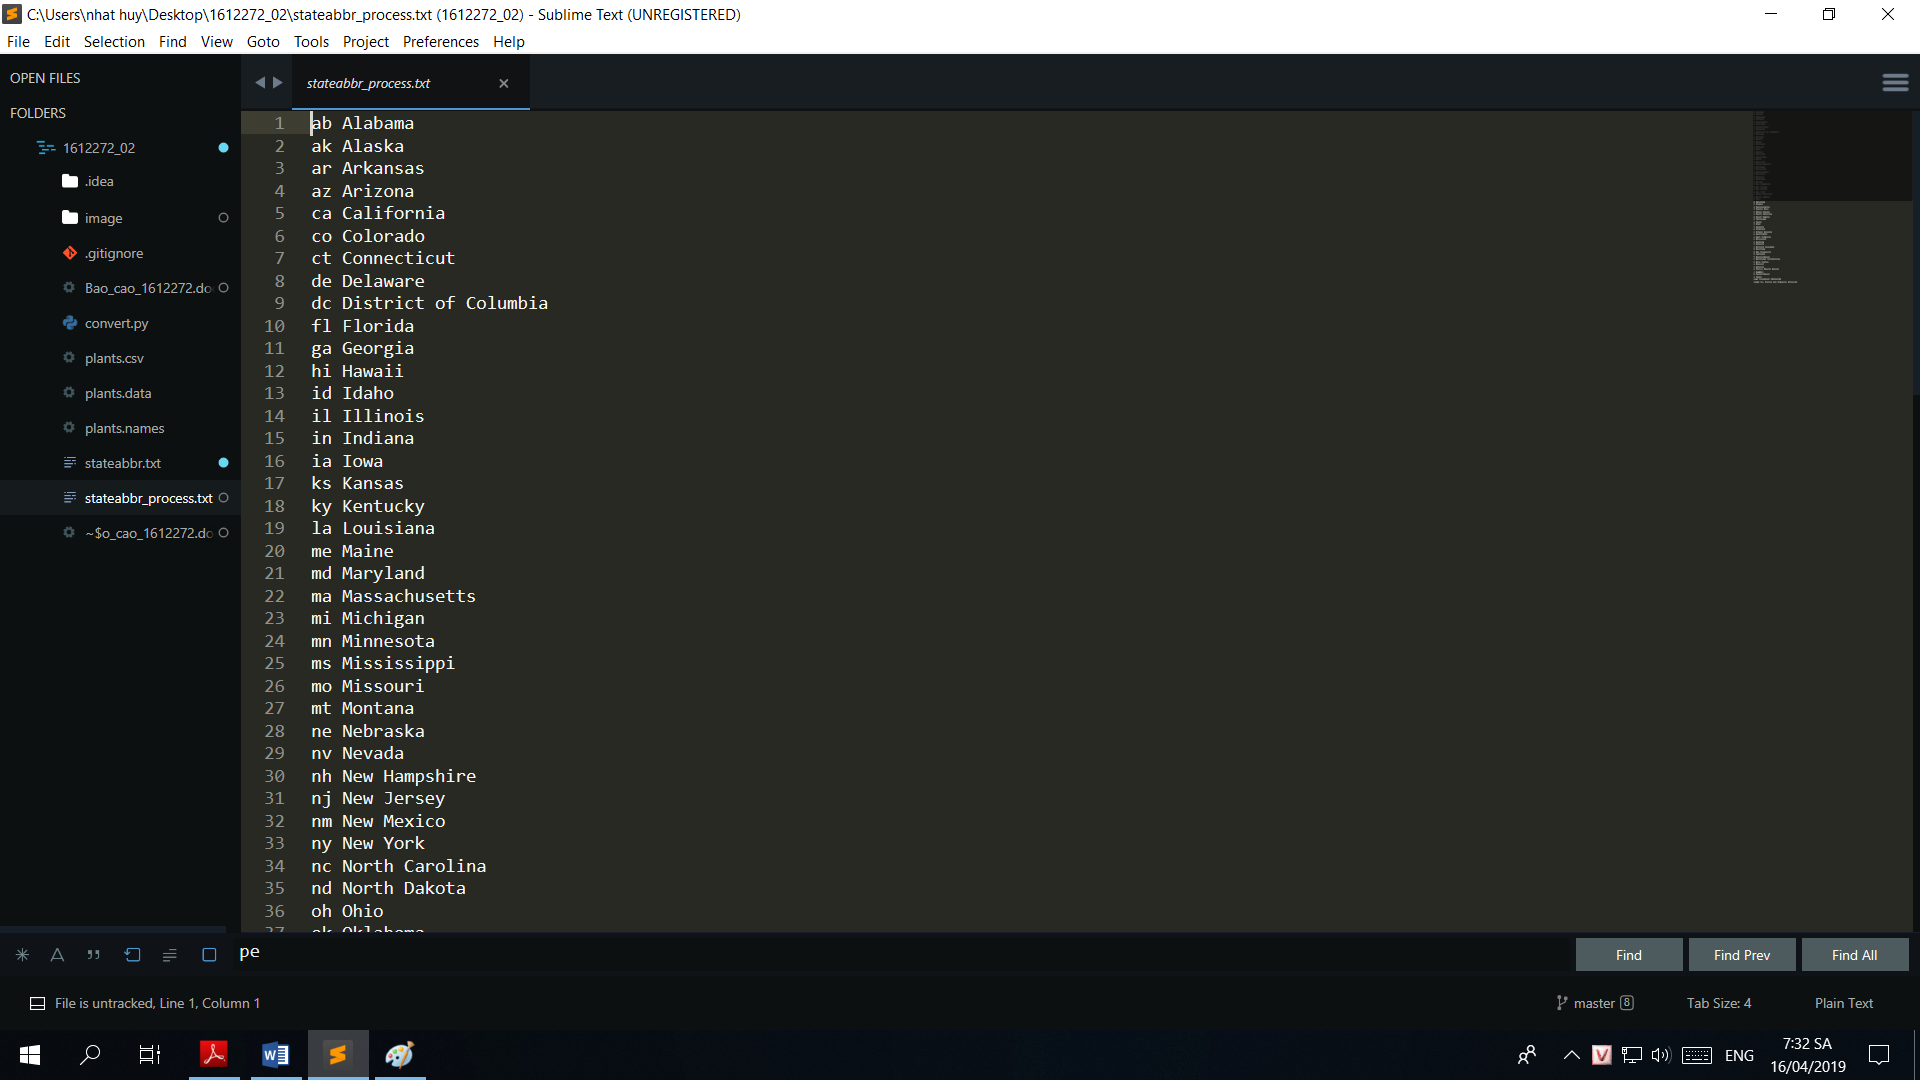 C:\Users\nhat huy\Desktop\1612272_02\stateabbr_process.txt (1612272_02) - Sublime Text (UNREGISTERED)
File Edit Selection Find View Goto Tools Project Preferences Help
OPEN FILES
FOLDERS
1612272_02
.idea
image
.gitignore
Bao_cao_1612272.do
convert.py
plants.csv
plants.data
plants.names
stateabbr.txt
stateabbr_process.txt
~$o_cao_1612272.do
stateabbr_process.txt
1 ab Alabama
2 ak Alaska
3 ar Arkansas
4 az Arizona
5 ca California
6 co Colorado
7 ct Connecticut
8 de Delaware
9 dc District of Columbia
10 fl Florida
11 ga Georgia
12 hi Hawaii
13 id Idaho
14 il Illinois
15 in Indiana
16 ia Iowa
17 ks Kansas
18 ky Kentucky
19 la Louisiana
20 me Maine
21 md Maryland
22 ma Massachusetts
23 mi Michigan
24 mn Minnesota
25 ms Mississippi
26 mo Missouri
27 mt Montana
28 ne Nebraska
29 nv Nevada
30 nh New Hampshire
31 nj New Jersey
32 nm New Mexico
33 ny New York
34 nc North Carolina
35 nd North Dakota
36 oh Ohio
37 ok Oklahoma
pe
Find Find Prev Find All
File is untracked, Line 1, Column 1
master 8 Tab Size: 4 Plain Text
ENG
7:32 SA
16/04/2019